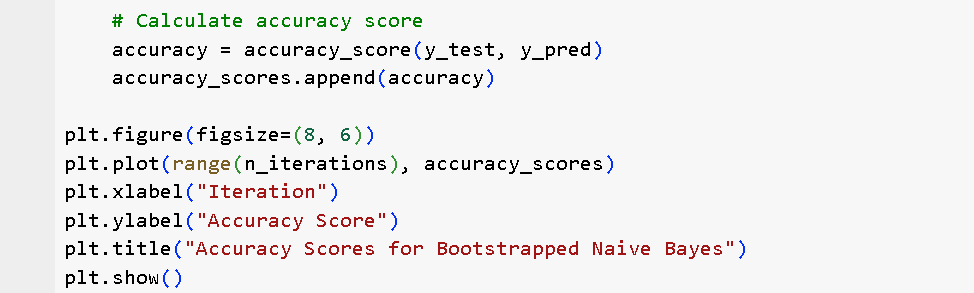 # Calculate accuracy score
accuracy = accuracy_score(y_test, y_pred)
accuracy_scores.append(accuracy)
plt.figure(figsize=(8, 6))
plt.plot(range(n_iterations), accuracy_scores)
plt.xlabel("Iteration")
plt.ylabel("Accuracy Score")
plt.title("Accuracy Scores for Bootstrapped Naive Bayes")
plt.show()